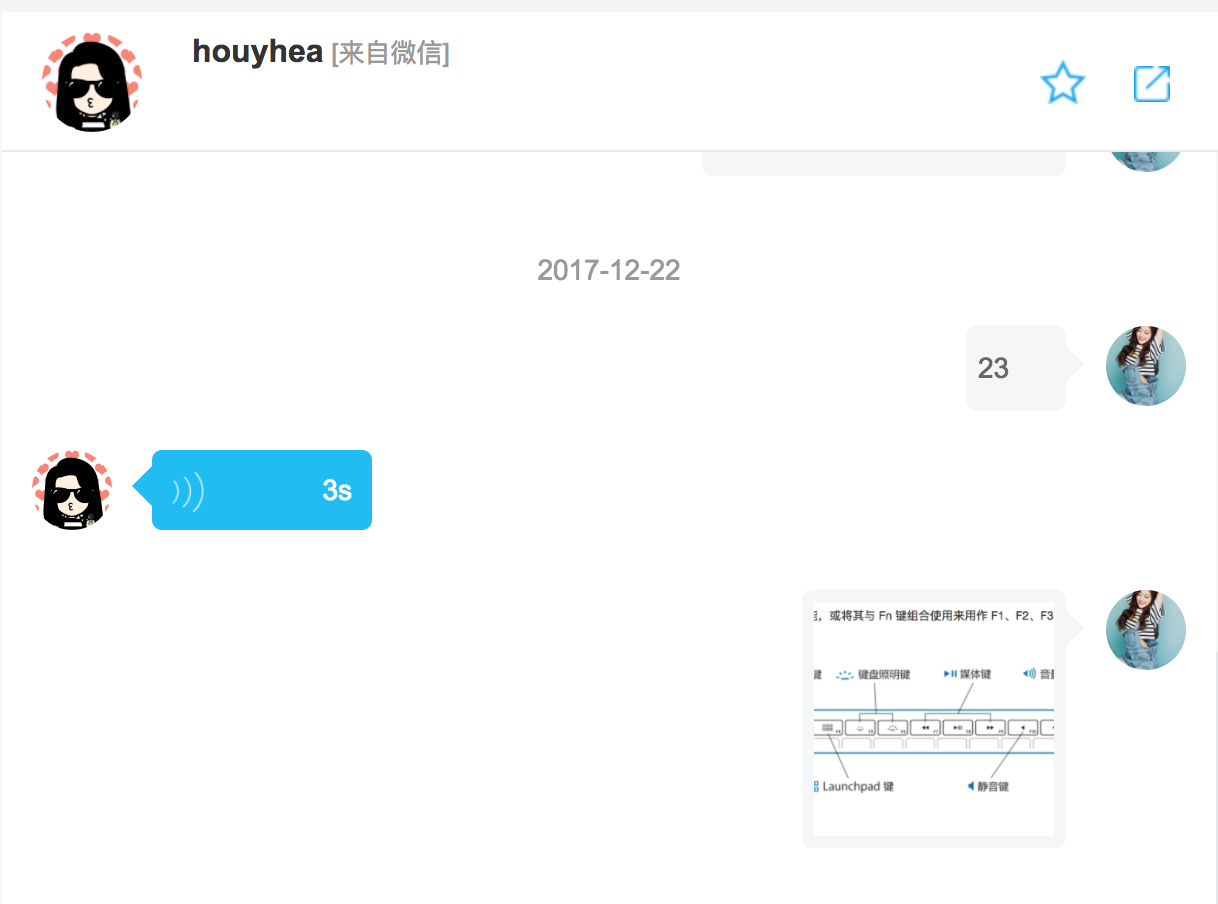 houyhea [来自微信]
2017-12-22
23
3s
，或将其与 Fn 键组合使用来用作 F1、F2、F3
键 键盘照明键 媒体键 音量
Launchpad 键 静音键